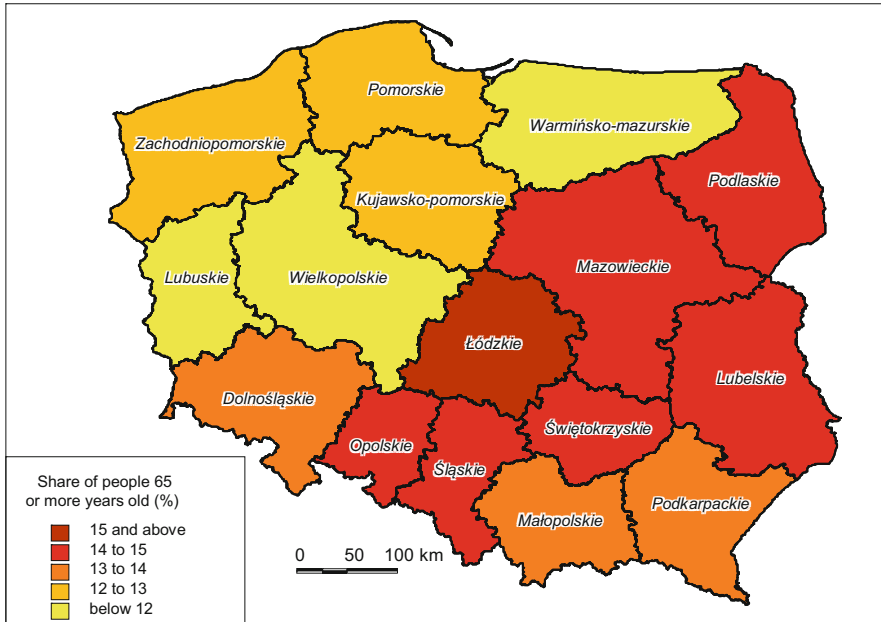 Pomorskie
Warmińsko-mazurskie
Zachodniopomorskie
Podlaskie
Kujawsko-pomorskie
Mazowieckie
Lubuskie
Wielkopolskie
Łódzkie
Lubelskie
Dolnośląskie
Świętokrzyskie
Opolskie
Śląskie
Podkarpackie
Małopolskie
Share of people 65
or more years old (%)
15 and above
14 to 15
13 to 14
12 to 13
below 12
0 50 100 km